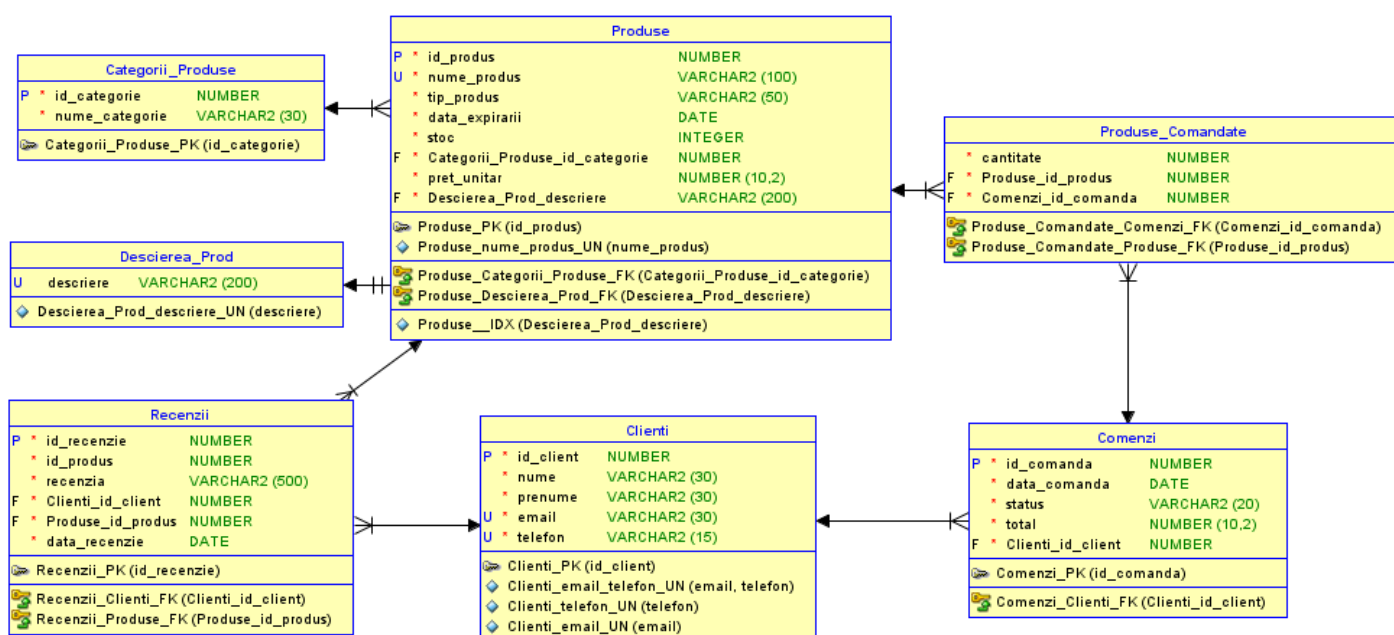 Categorii_Produse
P * id_categorie NUMBER
* nume_categorie VARCHAR2 (30)
Categorii_Produse_PK (id_categorie)
Produse
P * id_produs NUMBER
U * nume_produs VARCHAR2 (100)
* tip_produs VARCHAR2 (50)
* data_expirarii DATE
* stoc INTEGER
F * Categorii_Produse_id_categorie NUMBER
* pret_unitar NUMBER (10,2)
F * Descierea_Prod_descriere VARCHAR2 (200)
Produse_PK (id_produs)
Produse_nume_produs_UN (nume_produs)
Produse_Categorii_Produse_FK (Categorii_Produse_id_categorie)
Produse_Descierea_Prod_FK (Descierea_Prod_descriere)
Produse__IDX (Descierea_Prod_descriere)
Produse_Comandate
* cantitate NUMBER
F * Produse_id_produs NUMBER
F * Comenzi_id_comanda NUMBER
Produse_Comandate_Comenzi_FK (Comenzi_id_comanda)
Produse_Comandate_Produse_FK (Produse_id_produs)
Descierea_Prod
U descriere VARCHAR2 (200)
Descierea_Prod_descriere_UN (descriere)
Recenzii
P * id_recenzie NUMBER
* id_produs NUMBER
* recenzia VARCHAR2 (500)
F * Clienti_id_client NUMBER
F * Produse_id_produs NUMBER
* data_recenzie DATE
Recenzii_PK (id_recenzie)
Recenzii_Clienti_FK (Clienti_id_client)
Recenzii_Produse_FK (Produse_id_produs)
Clienti
P * id_client NUMBER
* nume VARCHAR2 (30)
* prenume VARCHAR2 (30)
U * email VARCHAR2 (30)
U * telefon VARCHAR2 (15)
Clienti_PK (id_client)
Clienti_email_telefon_UN (email, telefon)
Clienti_telefon_UN (telefon)
Clienti_email_UN (email)
Comenzi
P * id_comanda NUMBER
* data_comanda DATE
* status VARCHAR2 (20)
* total NUMBER (10,2)
F * Clienti_id_client NUMBER
Comenzi_PK (id_comanda)
Comenzi_Clienti_FK (Clienti_id_client)